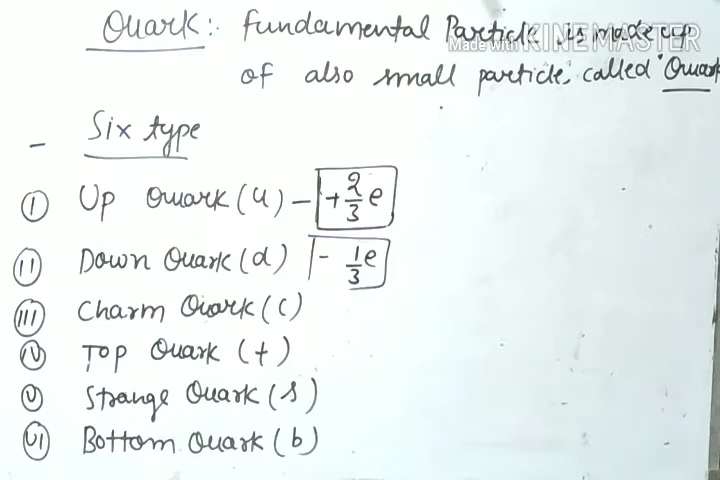 Quark:- Fundamental Particle is made up
Made with KINEMASTER
of also small particle, called "Quark
- Six type
(I) Up Quark (u) - +2/3 e
(II) Down Quark (d) - 1/3 e
(III) Charm Quark (c)
(IV) Top Quark (t)
(V) Strange Quark (s)
(VI) Bottom Quark (b)